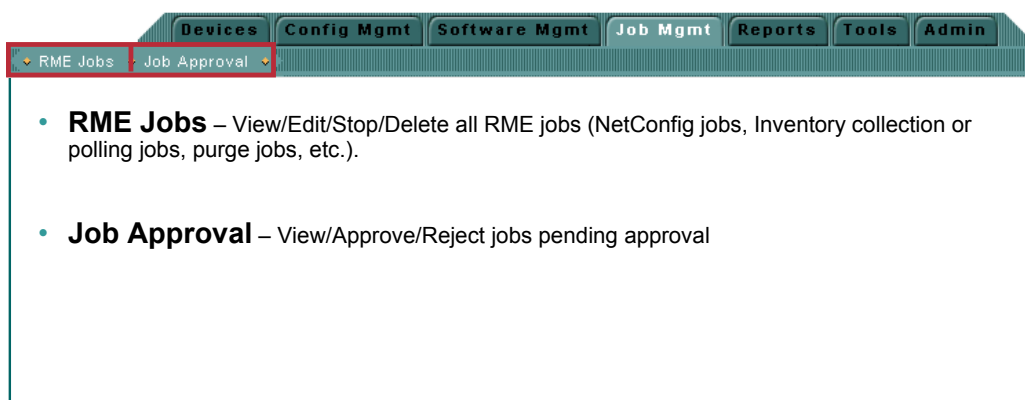 Devices Config Mgmt Software Mgmt Job Mgmt Reports Tools Admin
RME Jobs Job Approval
• RME Jobs – View/Edit/Stop/Delete all RME jobs (NetConfig jobs, Inventory collection or
polling jobs, purge jobs, etc.).
• Job Approval – View/Approve/Reject jobs pending approval